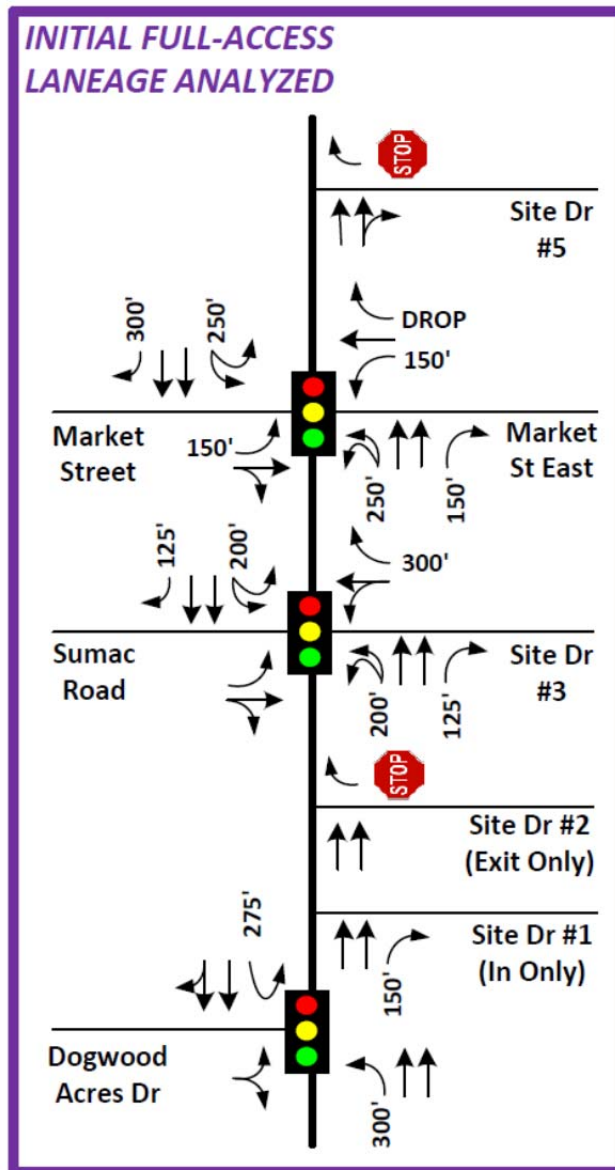 INITIAL FULL-ACCESS
LANEAGE ANALYZED
STOP
Site Dr
#5
300'
250'
DROP
150'
Market
Street
150'
Market
St East
250'
150'
125'
200'
300'
Sumac
Road
Site Dr
#3
200'
125'
STOP
Site Dr #2
(Exit Only)
275'
Site Dr #1
(In Only)
150'
Dogwood
Acres Dr
300'